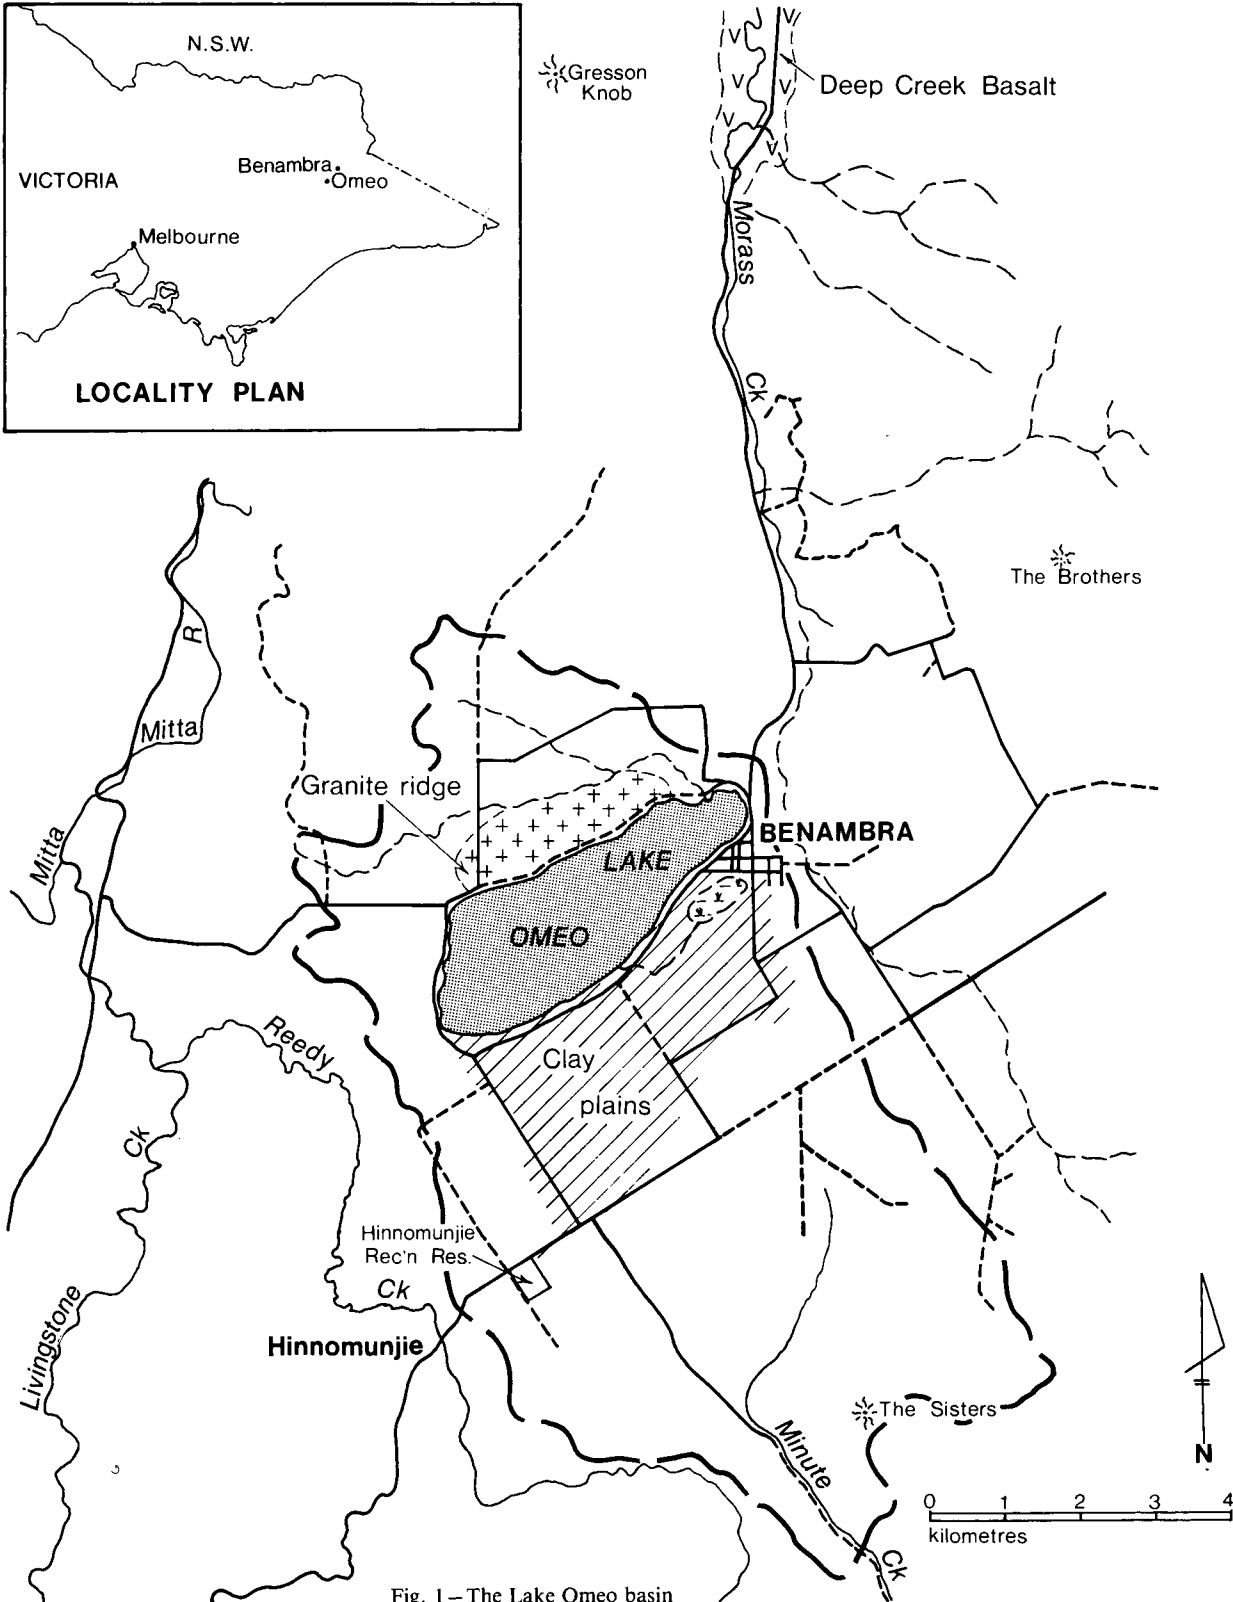 N.S.W.
VICTORIA
Benambra
Omeo
Melbourne
LOCALITY PLAN
Gresson
Knob
V
V
V
V
V
V
Deep Creek Basalt
Morass
Ck
The Brothers
R
Mitta
Mitta
Granite ridge
BENAMBRA
LAKE
OMEO
Reedy
Clay
plains
Ck
Hinnomunjie
Rec'n Res.
Ck
Hinnomunjie
Livingstone
The Sisters
Minute
Ck
N
0 1 2 3 4
kilometres
Fig. 1—The Lake Omeo basin